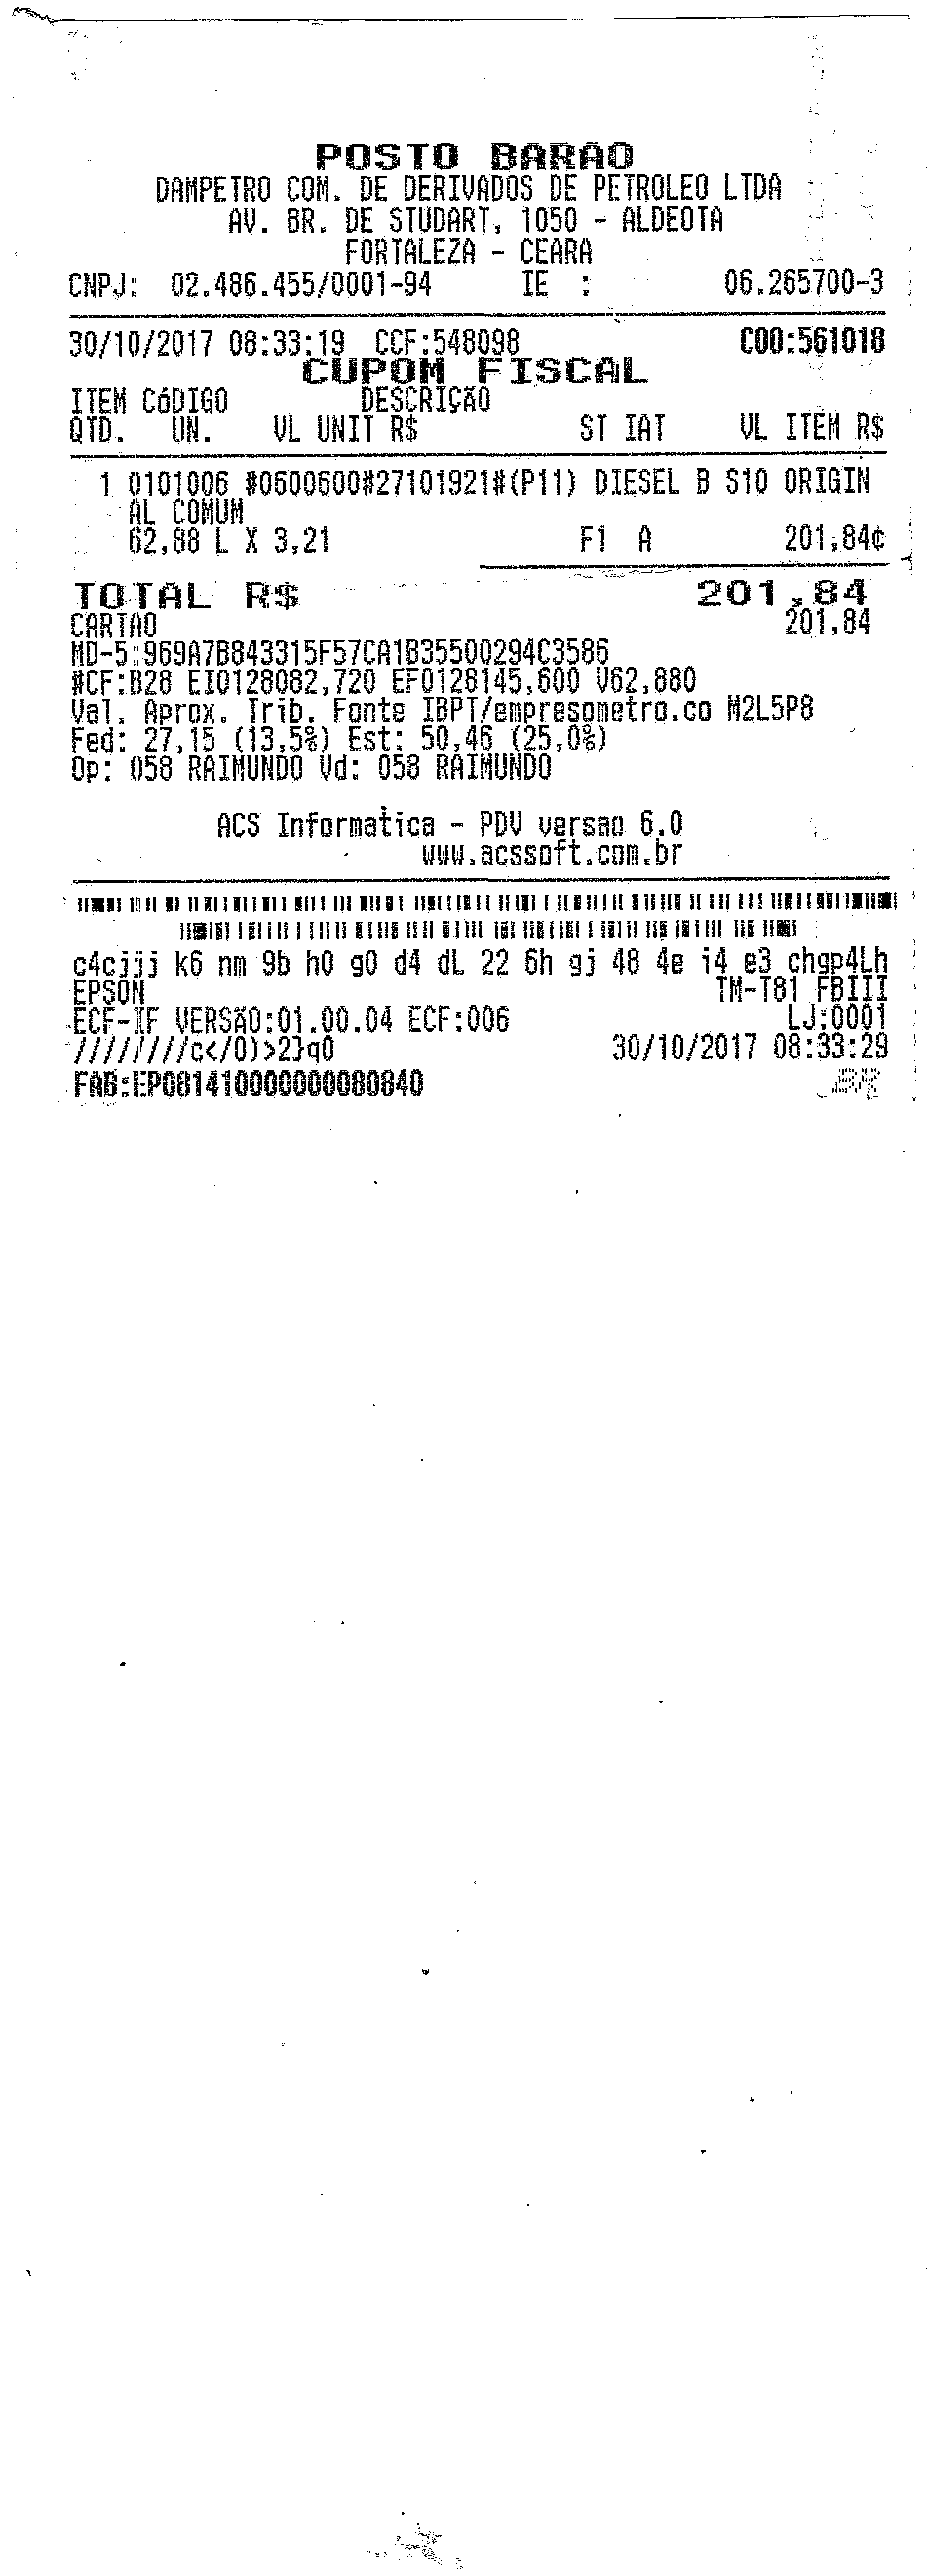 POSTO BARAO
DAMPETRO COM. DE DERIVADOS DE PETROLEO LTDA
AV. BR. DE STUDART, 1050 - ALDEOTA
FORTALEZA - CEARA
CNPJ: 02.486.455/0001-94 IE : 06.265700-3
30/10/2017 08:33:19 CCF:548098 COO:561018
CUPOM FISCAL
ITEM CóDIGO DESCRIÇÃO
QTD. UN. VL UNIT R$ ST IAT VL ITEM R$
1 0101006 #0600600#27101921#(P11) DIESEL B S10 ORIGIN
AL COMUM
62,88 L X 3,21 F1 A 201,84¢
TOTAL R$ 201,84
CARTAO 201,84
MD-5:969A7B843315F57CA1B35500294C3586
#CF:B28 EI0128082,720 EF0128145,600 V62,880
Val. Aprox. Trib. Fonte IBPT/empresometro.co M2L5P8
Fed: 27,15 (13,5%) Est: 50,46 (25,0%)
Op: 058 RAIMUNDO Vd: 058 RAIMUNDO
ACS Informatica - PDV versao 6.0
www.acssoft.com.br
c4cjjj k6 nm 9b h0 g0 d4 dL 22 6h gj 48 4e i4 e3 chgp4Lh
EPSON TM-T81 FBIII
ECF-IF VERSÃO:01.00.04 ECF:006 LJ:0001
////////c</0)>2}q0 30/10/2017 08:33:29
FAB:EP081410000000080840 BR